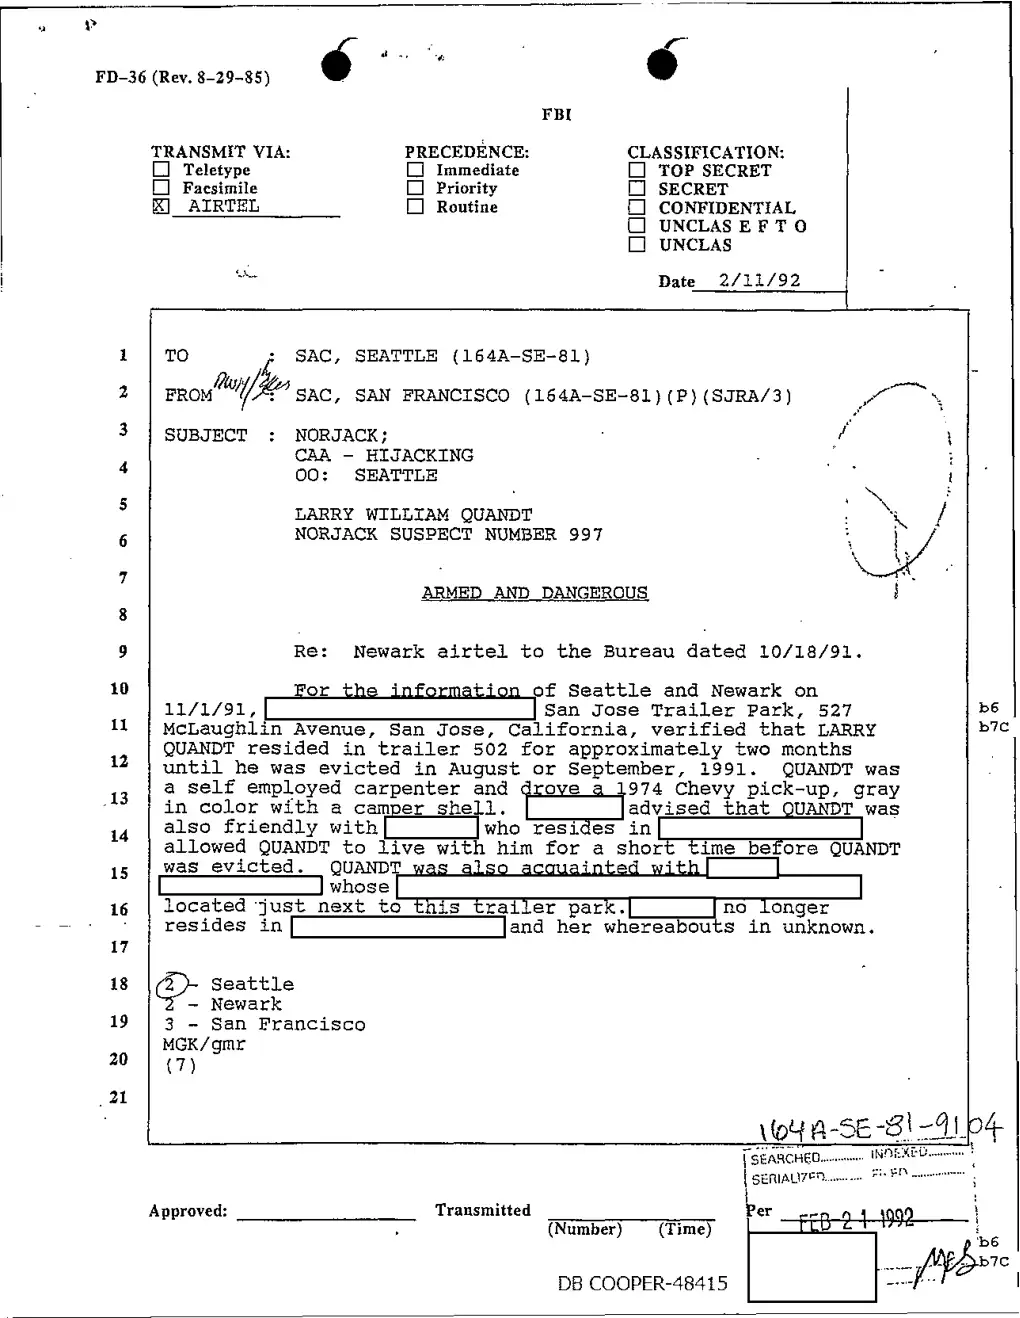 FD-36 (Rev. 8-29-85)
FBI
TRANSMIT VIA:
☐ Teletype
☐ Facsimile
☒ AIRTEL
PRECEDENCE:
☐ Immediate
☐ Priority
☐ Routine
CLASSIFICATION:
☐ TOP SECRET
☐ SECRET
☐ CONFIDENTIAL
☐ UNCLAS E F T O
☐ UNCLAS
Date 2/11/92
1 TO : SAC, SEATTLE (164A-SE-81)
2 FROM : SAC, SAN FRANCISCO (164A-SE-81)(P)(SJRA/3)
3 SUBJECT : NORJACK;
CAA - HIJACKING
4 OO: SEATTLE
5 LARRY WILLIAM QUANDT
6 NORJACK SUSPECT NUMBER 997
7 ARMED AND DANGEROUS
8
9 Re: Newark airtel to the Bureau dated 10/18/91.
10 For the information of Seattle and Newark on
11/1/91, San Jose Trailer Park, 527
b6
11 McLaughlin Avenue, San Jose, California, verified that LARRY
b7C
QUANDT resided in trailer 502 for approximately two months
12 until he was evicted in August or September, 1991. QUANDT was
a self employed carpenter and drove a 1974 Chevy pick-up, gray
13 in color with a camper shell. advised that QUANDT was
also friendly with who resides in
14 allowed QUANDT to live with him for a short time before QUANDT
15 was evicted. QUANDT was also acquainted with
whose
16 located just next to this trailer park. no longer
resides in and her whereabouts in unknown.
17
18 2 - Seattle
2 - Newark
19 3 - San Francisco
MGK/gmr
20 (7)
21
164A-SE-81-9104
SEARCHED INDEXED
SERIALIZED FILED
Approved:
Transmitted
(Number) (Time)
Per
FEB 21 1992
b6
b7C
DB COOPER-48415